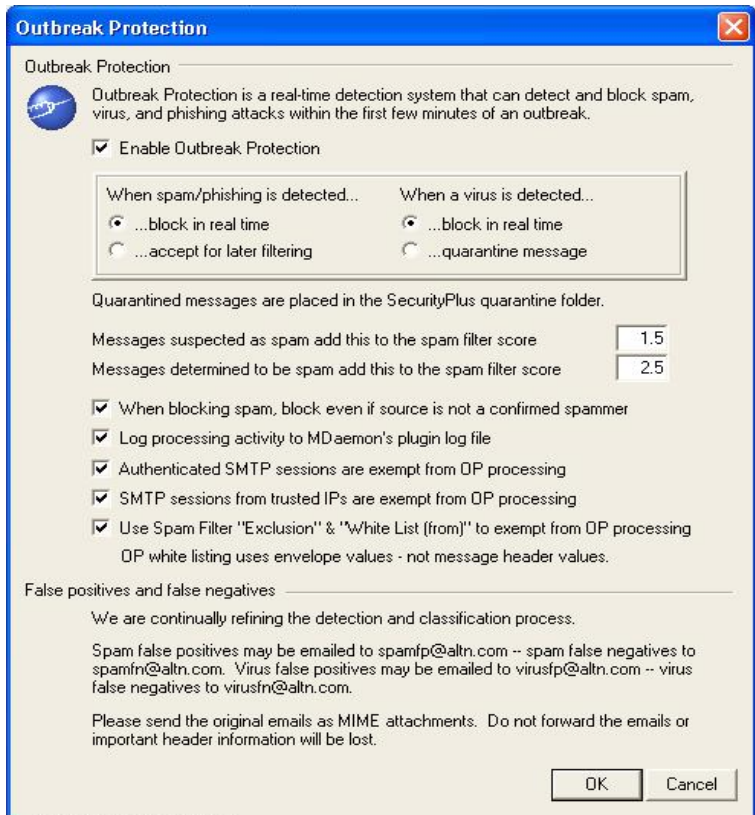 Outbreak Protection
Outbreak Protection
Outbreak Protection is a real-time detection system that can detect and block spam,
virus, and phishing attacks within the first few minutes of an outbreak.
Enable Outbreak Protection
When spam/phishing is detected...
...block in real time
...accept for later filtering
When a virus is detected...
...block in real time
...quarantine message
Quarantined messages are placed in the SecurityPlus quarantine folder.
Messages suspected as spam add this to the spam filter score 1.5
Messages determined to be spam add this to the spam filter score 2.5
When blocking spam, block even if source is not a confirmed spammer
Log processing activity to MDaemon's plugin log file
Authenticated SMTP sessions are exempt from OP processing
SMTP sessions from trusted IPs are exempt from OP processing
Use Spam Filter "Exclusion" & "White List (from)" to exempt from OP processing
OP white listing uses envelope values - not message header values.
False positives and false negatives
We are continually refining the detection and classification process.
Spam false positives may be emailed to spamfp@altn.com -- spam false negatives to
spamfn@altn.com. Virus false positives may be emailed to virusfp@altn.com -- virus
false negatives to virusfn@altn.com.
Please send the original emails as MIME attachments. Do not forward the emails or
important header information will be lost.
OK
Cancel